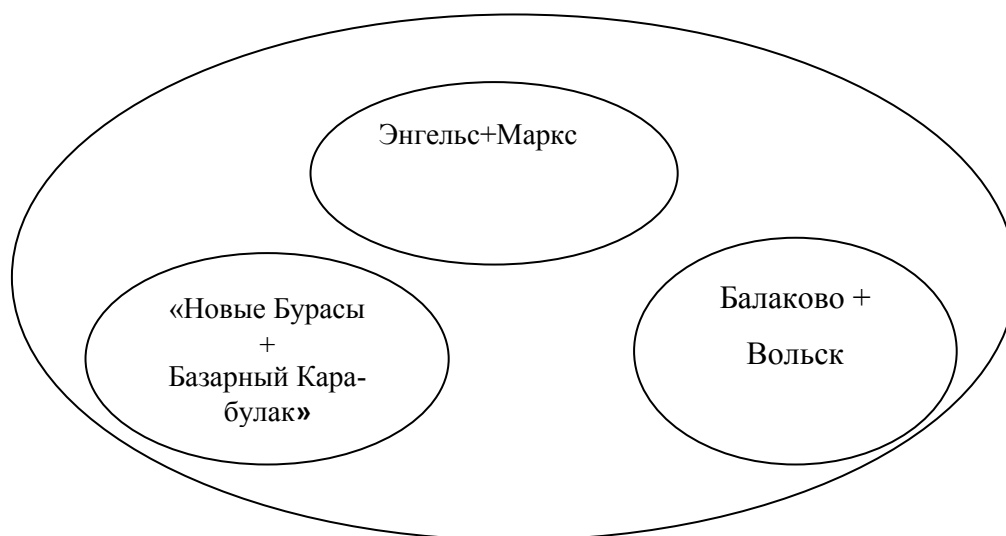 Энгельс+Маркс
«Новые Бурасы
+
Базарный Кара-
булак»
Балаково +
Вольск